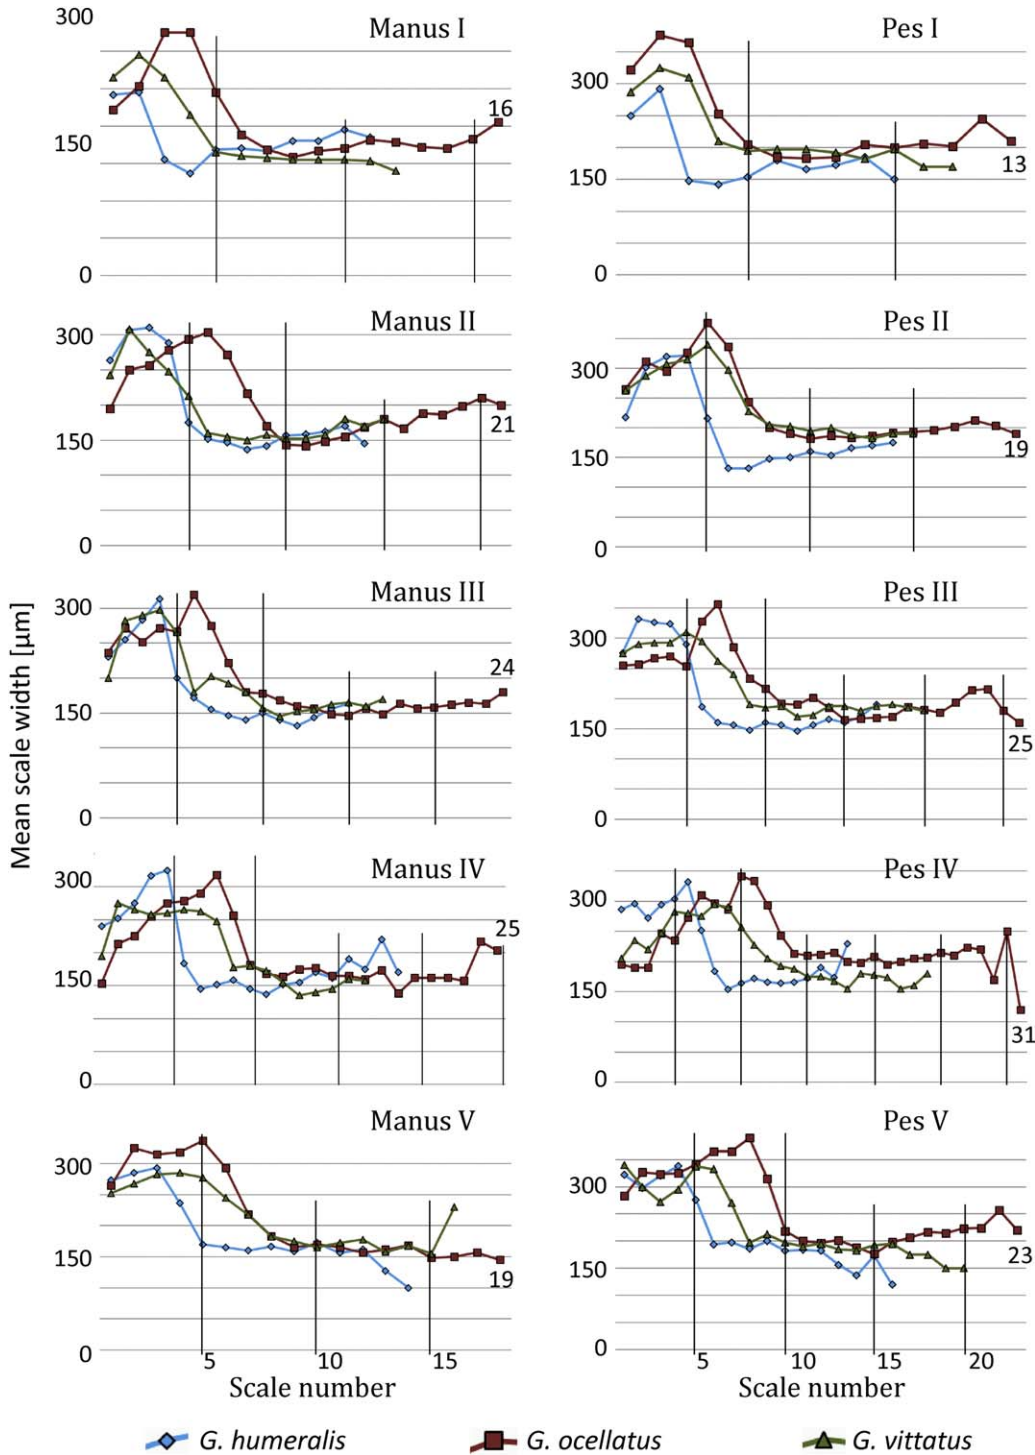 Manus I
300
150
0
16
Pes I
300
150
0
13
Manus II
300
150
0
21
Pes II
300
150
0
19
Mean scale width [µm]
Manus III
300
150
0
24
Pes III
300
150
0
25
Manus IV
300
150
0
25
Pes IV
300
150
0
31
Manus V
300
150
0
19
5 10 15
Scale number
Pes V
300
150
0
23
5 10 15 20
Scale number
G. humeralis G. ocellatus G. vittatus